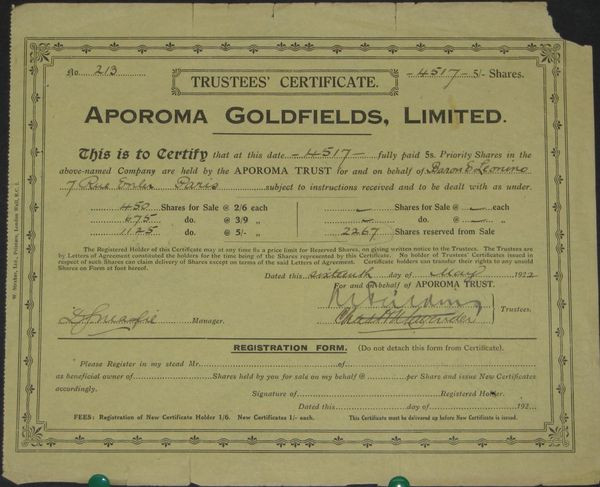 No. 213
TRUSTEES' CERTIFICATE.
-4517- 5/- Shares.
APOROMA GOLDFIELDS, LIMITED.
This is to Certify that at this date -4517- fully paid 5s. Priority Shares in the
above-named Company are held by the APOROMA TRUST for and on behalf of Baron E Leonino
7 Rue Euler Paris subject to instructions received and to be dealt with as under.
450 Shares for Sale @ 2/6 each
675 do. @ 3/9 "
1125 do. @ 5/- "
- Shares for Sale @ - each
- do. @ - "
2267 Shares reserved from Sale
The Registered Holder of this Certificate may at any time fix a price limit for Reserved Shares, on giving written notice to the Trustees. The Trustees are
by Letters of Agreement constituted the holders for the time being of the Shares represented by this Certificate. No holder of Trustees' Certificates issued in
respect of such Shares can claim delivery of Shares except on terms of the said Letters of Agreement. Certificate holders can transfer their rights to any unsold
Shares on Form at foot hereof.
Dated this sixteenth day of May 1922
For and on behalf of APOROMA TRUST.
Manager.
Trustees.
REGISTRATION FORM. (Do not detach this form from Certificate).
Please Register in my stead Mr. of
as beneficial owner of Shares held by you for sale on my behalf @ per Share and issue New Certificates
accordingly.
Signature of Registered Holder.
Dated this day of 192
FEES: Registration of New Certificate Holder 1/6. New Certificates 1/- each.
This Certificate must be delivered up before New Certificate is issued.